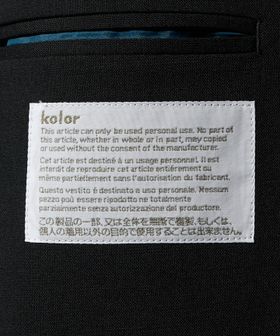 kolor
This article can only be used personal use. No part of
this article, whether in whole or in part, may copied
or used without the consent of the manufacturer.
Cet article est destiné à un usage personnel. Il est
interdit de reproduire cet article entièrement ou
même partiellement sans l'autorisation du fabricant.
Questo vestito è destinato a uso personale. Nessun
pezzo può essere ripodotto ne totalmente
parzialmente senza autorizzazione del produttore.
この製品の一部、又は全体を無断で複製、もしくは、
個人の着用以外の目的で使用することは出来ません。